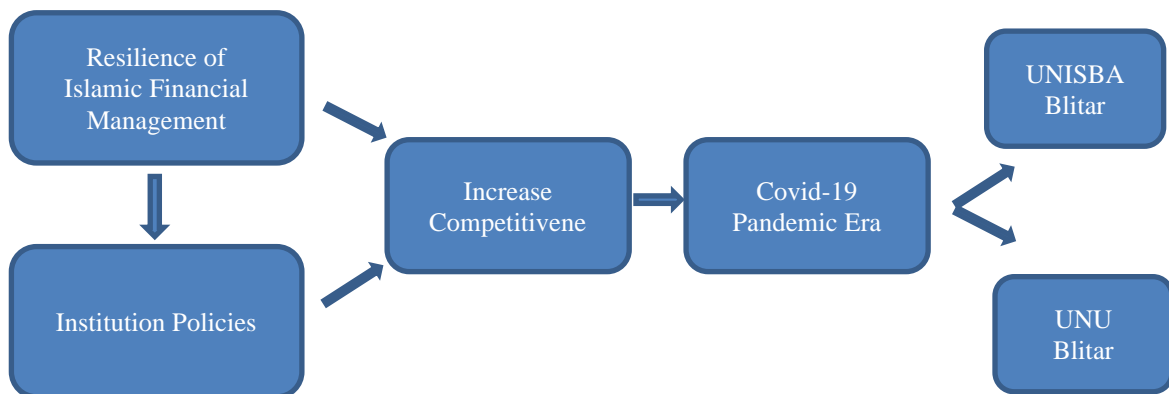 Resilience of
Islamic Financial
Management
Institution Policies
Increase
Competitivene
Covid-19
Pandemic Era
UNISBA
Blitar
UNU
Blitar